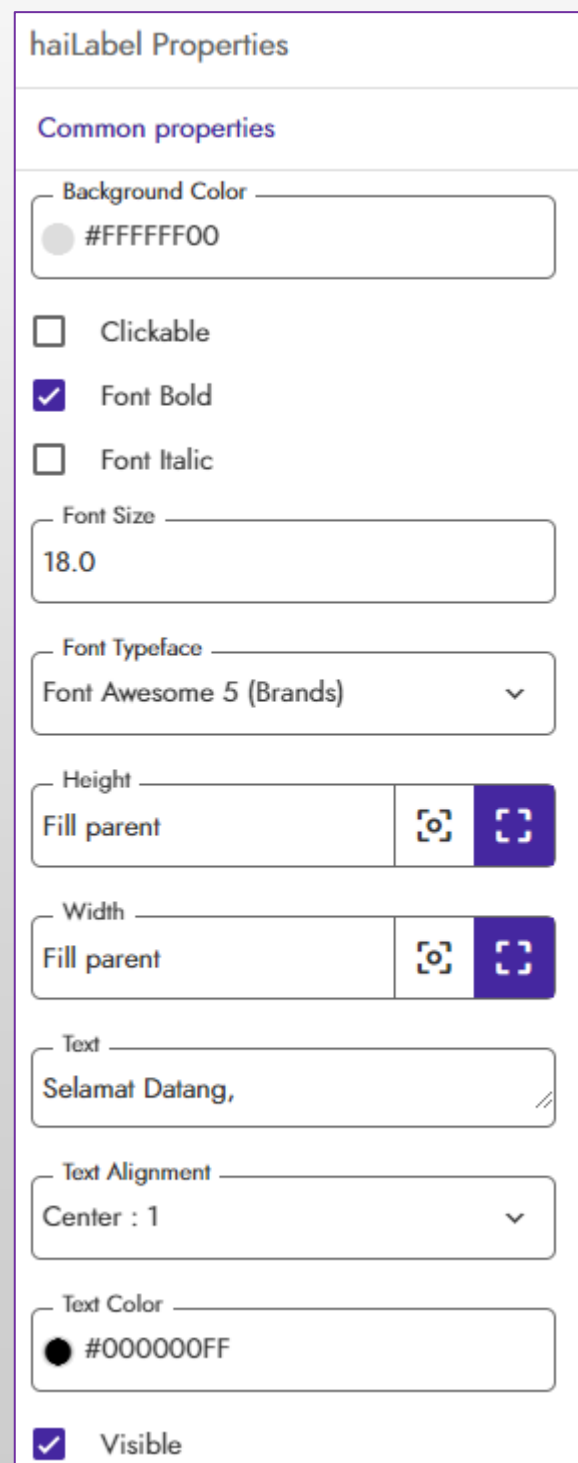 haiLabel Properties
Common properties
Background Color
#FFFFFF00
Clickable
Font Bold
Font Italic
Font Size
18.0
Font Typeface
Font Awesome 5 (Brands)
Height
Fill parent
Width
Fill parent
Text
Selamat Datang,
Text Alignment
Center : 1
Text Color
#000000FF
Visible